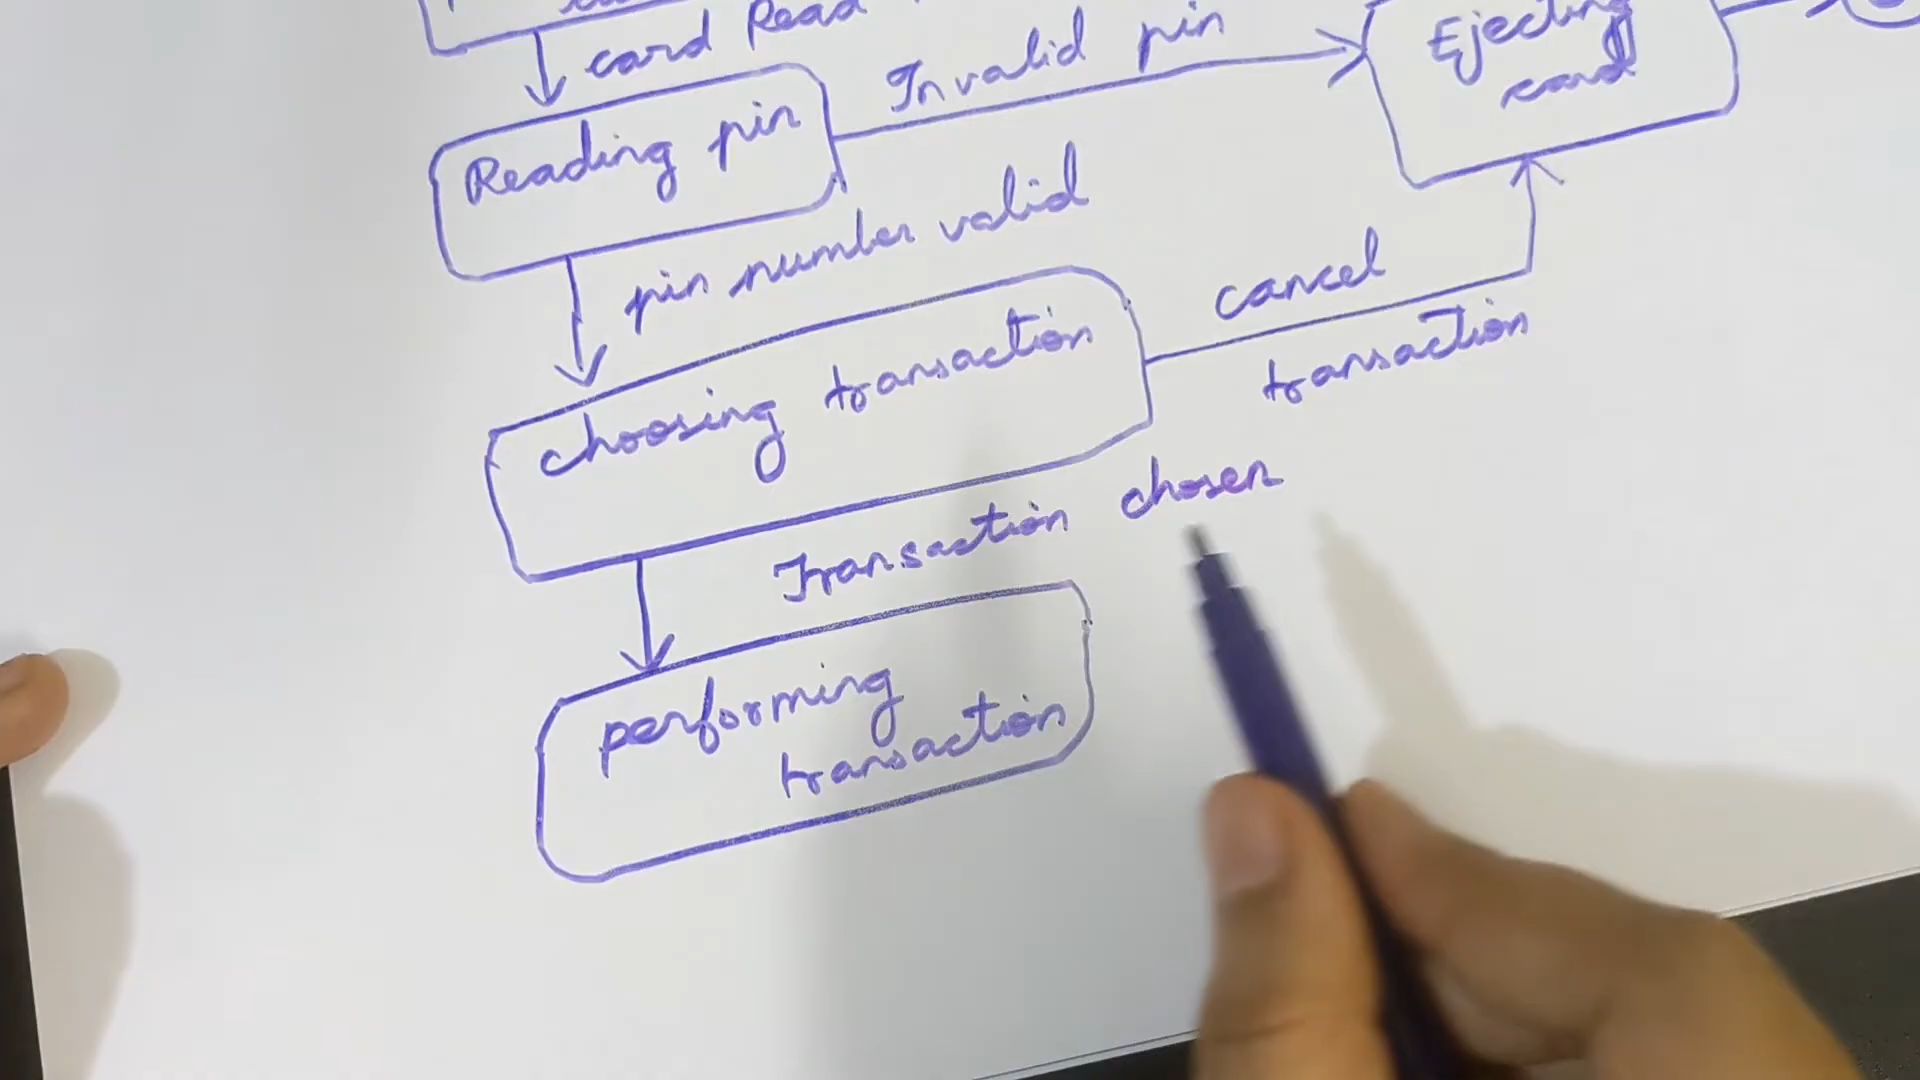 card Read
Invalid pin
Ejecting
card
Reading pin
pin number valid
cancel
transaction
choosing transaction
Transaction chosen
performing
transaction